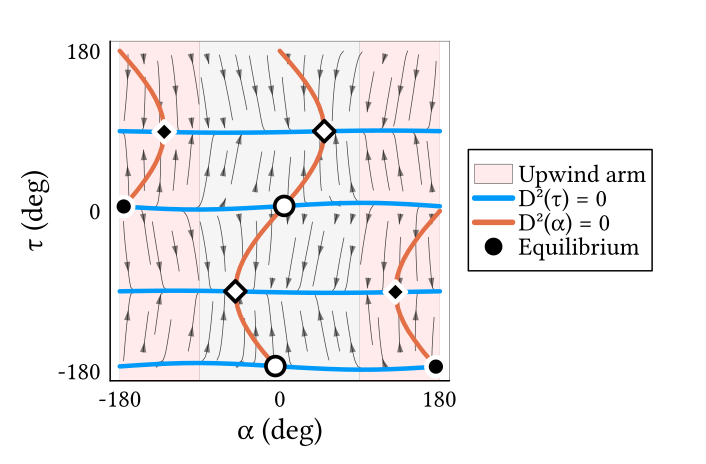 180
0
-180
τ (deg)
-180
0
180
α (deg)
Upwind arm
D²(τ) = 0
D²(α) = 0
Equilibrium